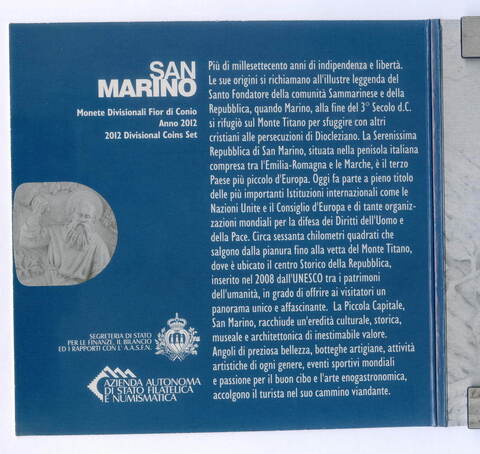 SAN
MARINO
Monete Divisionali Fior di Conio
Anno 2012
2012 Divisional Coins Set
SEGRETERIA DI STATO
PER LE FINANZE, IL BILANCIO
ED I RAPPORTI CON L' A.A.S.F.N.
AZIENDA AUTONOMA
DI STATO FILATELICA
E NUMISMATICA
Più di millesettecento anni di indipendenza e libertà.
Le sue origini si richiamano all'illustre leggenda del
Santo Fondatore della comunità Sammarinese e della
Repubblica, quando Marino, alla fine del 3° Secolo d.C.
si rifugiò sul Monte Titano per sfuggire con altri
cristiani alle persecuzioni di Diocleziano. La Serenissima
Repubblica di San Marino, situata nella penisola italiana
compresa tra l'Emilia-Romagna e le Marche, è il terzo
Paese più piccolo d'Europa. Oggi fa parte a pieno titolo
delle più importanti Istituzioni internazionali come le
Nazioni Unite e il Consiglio d'Europa e di tante organiz-
zazioni mondiali per la difesa dei Diritti dell'Uomo e
della Pace. Circa sessanta chilometri quadrati che
salgono dalla pianura fino alla vetta del Monte Titano,
dove è ubicato il centro Storico della Repubblica,
inserito nel 2008 dall'UNESCO tra i patrimoni
dell'umanità, in grado di offrire ai visitatori un
panorama unico e affascinante. La Piccola Capitale,
San Marino, racchiude un'eredità culturale, storica,
museale e architettonica di inestimabile valore.
Angoli di preziosa bellezza, botteghe artigiane, attività
artistiche di ogni genere, eventi sportivi mondiali
e passione per il buon cibo e l'arte enogastronomica,
accolgono il turista nel suo cammino viandante.